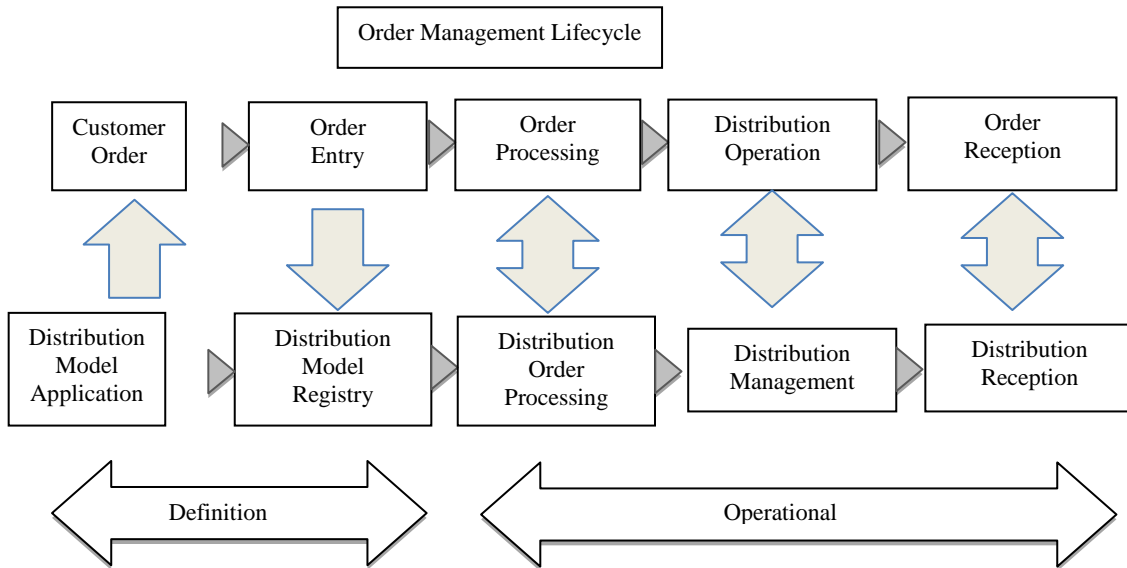 Order Management Lifecycle
Customer
Order
Order
Entry
Order
Processing
Distribution
Operation
Order
Reception
Distribution
Model
Application
Distribution
Model
Registry
Distribution
Order
Processing
Distribution
Management
Distribution
Reception
Definition
Operational